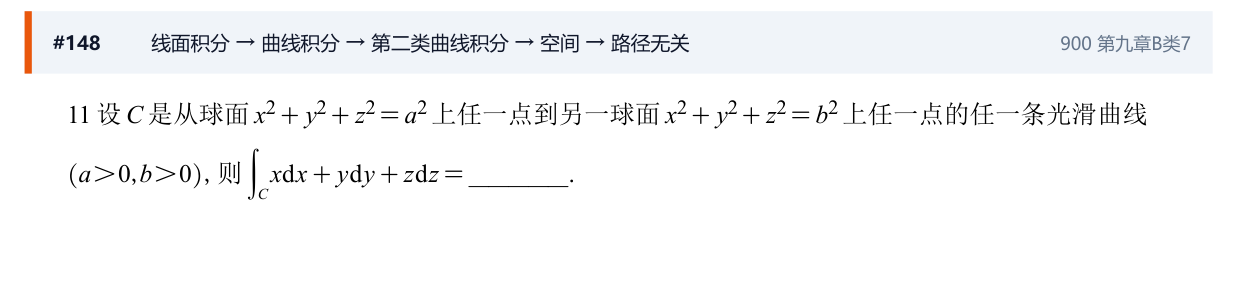 #148 线面积分 → 曲线积分 → 第二类曲线积分 → 空间 → 路径无关 900 第九章B类7
11 设 C 是从球面 x² + y² + z² = a² 上任一点到另一球面 x² + y² + z² = b² 上任一点的任一条光滑曲线
(a>0,b>0), 则 ∫_C xdx + ydy + zdz = ________.